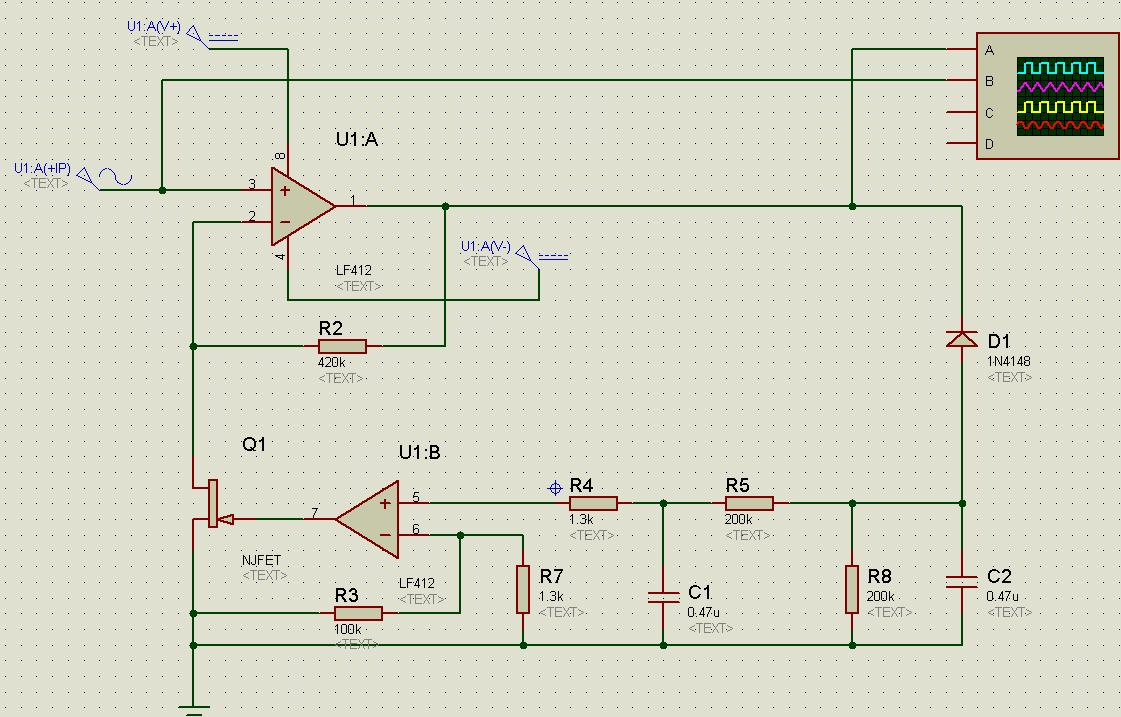 U1:A(V+)
<TEXT>
A
B
C
D
U1:A
8
U1:A(+IP)
<TEXT>
3
2
1
4
LF412
<TEXT>
U1:A(V-)
<TEXT>
R2
420k
<TEXT>
D1
1N4148
<TEXT>
Q1
NJFET
<TEXT>
U1:B
5
6
7
LF412
<TEXT>
R4
1.3k
<TEXT>
R5
200k
<TEXT>
R3
100k
<TEXT>
R7
1.3k
<TEXT>
C1
0.47u
<TEXT>
R8
200k
<TEXT>
C2
0.47u
<TEXT>